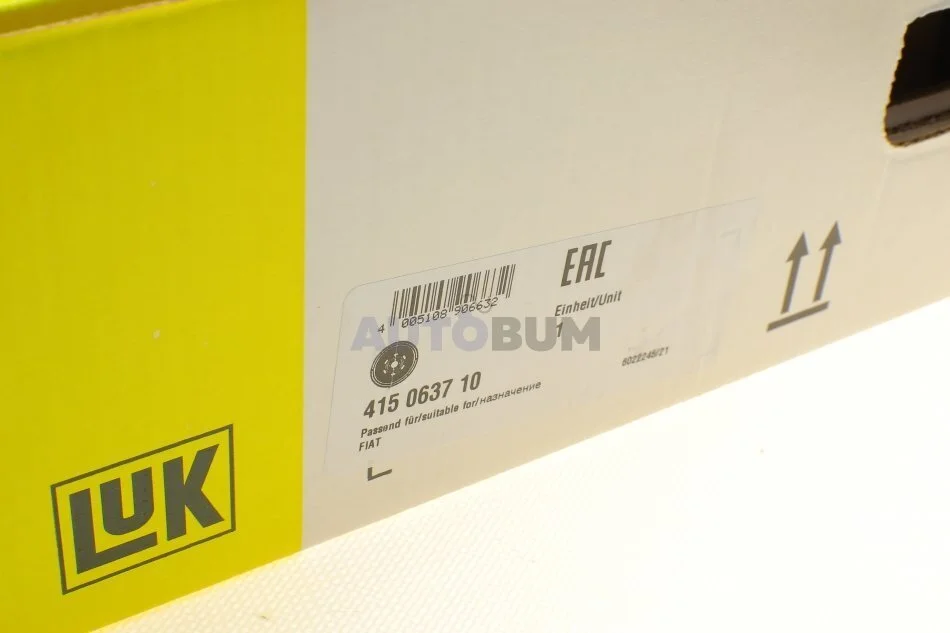 EAC
4 005108 906632
Einheit/Unit
1
AUTOBUM
6022246/21
415 0637 10
Passend für/suitable for/назначение
FIAT
LUK